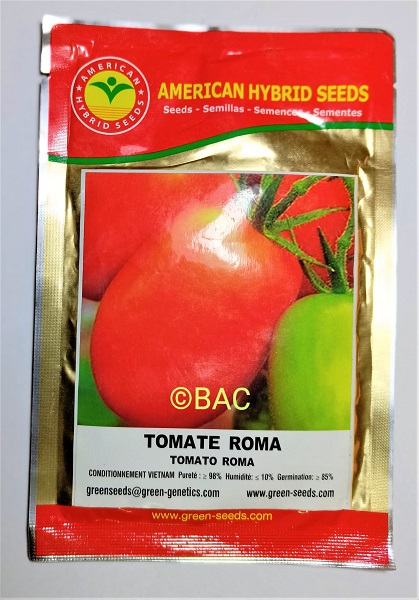 AMERICAN
HYBRID SEEDS
AMERICAN HYBRID SEEDS
Seeds - Semillas - Semences - Sementes
©BAC
TOMATE ROMA
TOMATO ROMA
CONDITIONNEMENT VIETNAM Pureté : ≥ 98% Humidité: ≤ 10% Germination: ≥ 85%
greenseeds@green-genetics.com www.green-seeds.com
www.green-seeds.com